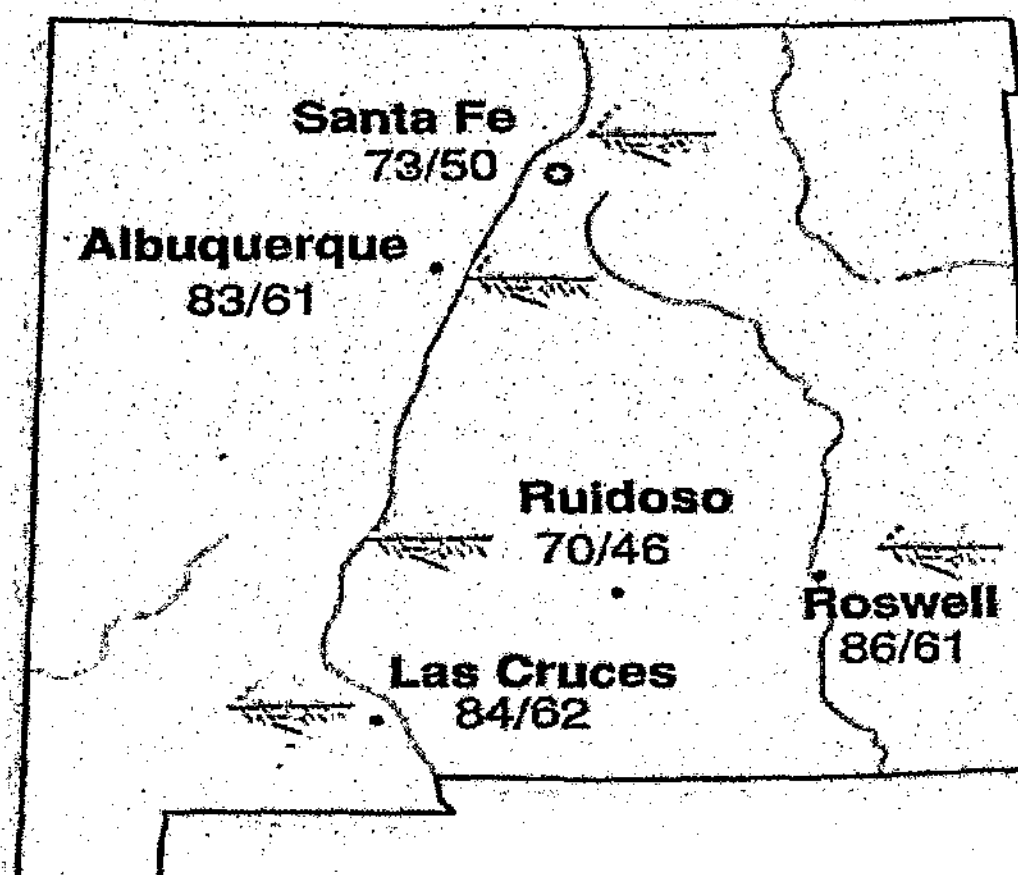 Santa Fe
73/50
Albuquerque
83/61
Ruidoso
70/46
Roswell
86/61
Las Cruces
84/62